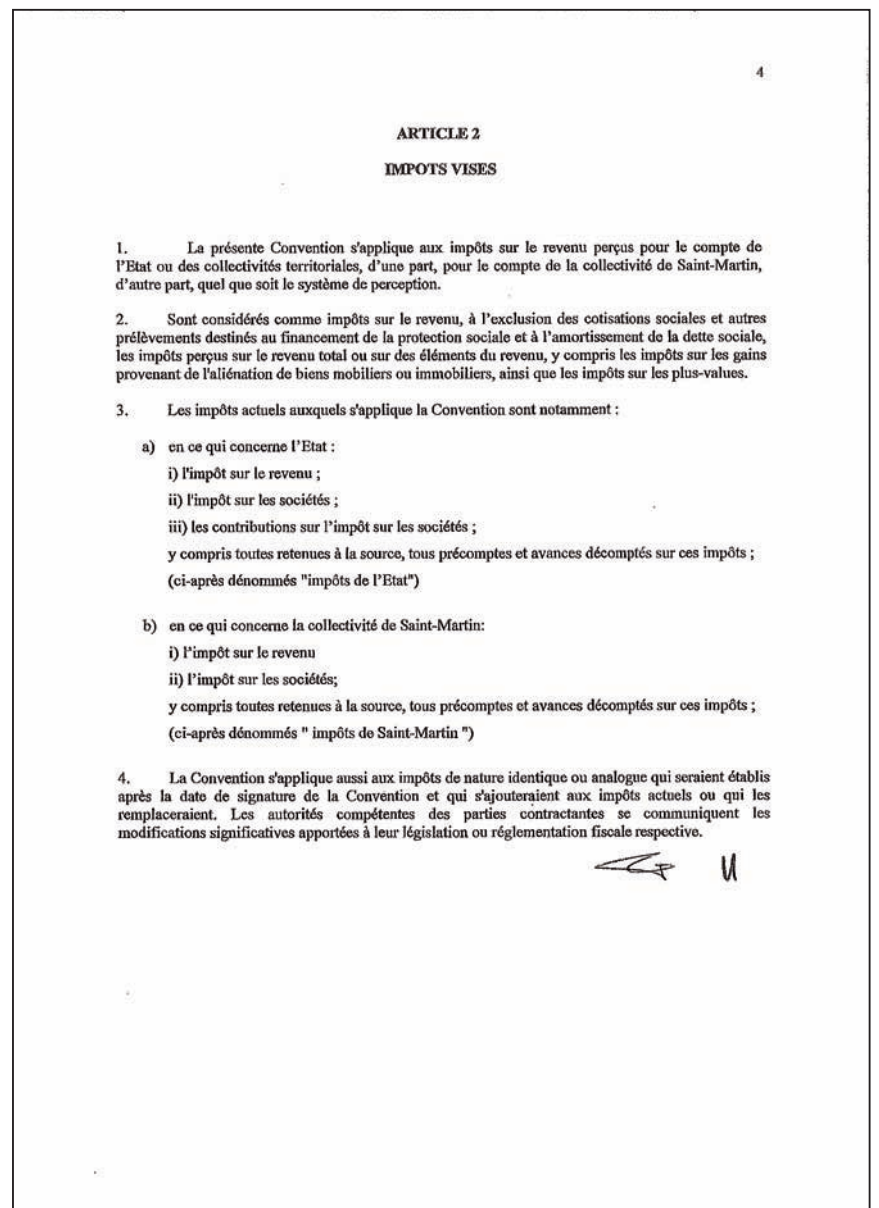 4
ARTICLE 2
IMPOTS VISES
1. La présente Convention s'applique aux impôts sur le revenu perçus pour le compte de
l'Etat ou des collectivités territoriales, d'une part, pour le compte de la collectivité de Saint-Martin,
d'autre part, quel que soit le système de perception.
2. Sont considérés comme impôts sur le revenu, à l'exclusion des cotisations sociales et autres
prélèvements destinés au financement de la protection sociale et à l'amortissement de la dette sociale,
les impôts perçus sur le revenu total ou sur des éléments du revenu, y compris les impôts sur les gains
provenant de l'aliénation de biens mobiliers ou immobiliers, ainsi que les impôts sur les plus-values.
3. Les impôts actuels auxquels s'applique la Convention sont notamment :
a) en ce qui concerne l'Etat :
i) l'impôt sur le revenu ;
ii) l'impôt sur les sociétés ;
iii) les contributions sur l'impôt sur les sociétés ;
y compris toutes retenues à la source, tous précomptes et avances décomptés sur ces impôts ;
(ci-après dénommés "impôts de l'Etat")
b) en ce qui concerne la collectivité de Saint-Martin:
i) l'impôt sur le revenu
ii) l'impôt sur les sociétés;
y compris toutes retenues à la source, tous précomptes et avances décomptés sur ces impôts ;
(ci-après dénommés " impôts de Saint-Martin ")
4. La Convention s'applique aussi aux impôts de nature identique ou analogue qui seraient établis
après la date de signature de la Convention et qui s'ajouteraient aux impôts actuels ou qui les
remplaceraient. Les autorités compétentes des parties contractantes se communiquent les
modifications significatives apportées à leur législation ou réglementation fiscale respective.